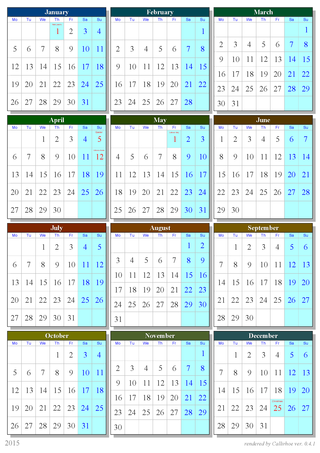 January February March
Mo Tu We Th Fr Sa Su Mo Tu We Th Fr Sa Su Mo Tu We Th Fr Sa Su
1 2 3 4 1 1
5 6 7 8 9 10 11 2 3 4 5 6 7 8 2 3 4 5 6 7 8
12 13 14 15 16 17 18 9 10 11 12 13 14 15 9 10 11 12 13 14 15
19 20 21 22 23 24 25 16 17 18 19 20 21 22 16 17 18 19 20 21 22
26 27 28 29 30 31 23 24 25 26 27 28 23 24 25 26 27 28 29
30 31
April May June
Mo Tu We Th Fr Sa Su Mo Tu We Th Fr Sa Su Mo Tu We Th Fr Sa Su
1 2 3 4 5 1 2 3 1 2 3 4 5 6 7
6 7 8 9 10 11 12 4 5 6 7 8 9 10 8 9 10 11 12 13 14
13 14 15 16 17 18 19 11 12 13 14 15 16 17 15 16 17 18 19 20 21
20 21 22 23 24 25 26 18 19 20 21 22 23 24 22 23 24 25 26 27 28
27 28 29 30 25 26 27 28 29 30 31 29 30
July August September
Mo Tu We Th Fr Sa Su Mo Tu We Th Fr Sa Su Mo Tu We Th Fr Sa Su
1 2 3 4 5 1 2 1 2 3 4 5 6
6 7 8 9 10 11 12 3 4 5 6 7 8 9 7 8 9 10 11 12 13
13 14 15 16 17 18 19 10 11 12 13 14 15 16 14 15 16 17 18 19 20
20 21 22 23 24 25 26 17 18 19 20 21 22 23 21 22 23 24 25 26 27
27 28 29 30 31 24 25 26 27 28 29 30 28 29 30
31
October November December
Mo Tu We Th Fr Sa Su Mo Tu We Th Fr Sa Su Mo Tu We Th Fr Sa Su
1 2 3 4 1 1 2 3 4 5 6
5 6 7 8 9 10 11 2 3 4 5 6 7 8 7 8 9 10 11 12 13
12 13 14 15 16 17 18 9 10 11 12 13 14 15 14 15 16 17 18 19 20
19 20 21 22 23 24 25 16 17 18 19 20 21 22 21 22 23 24 25 26 27
26 27 28 29 30 31 23 24 25 26 27 28 29 28 29 30 31
30
2015 rendered by Callirhoe ver. 0.4.1